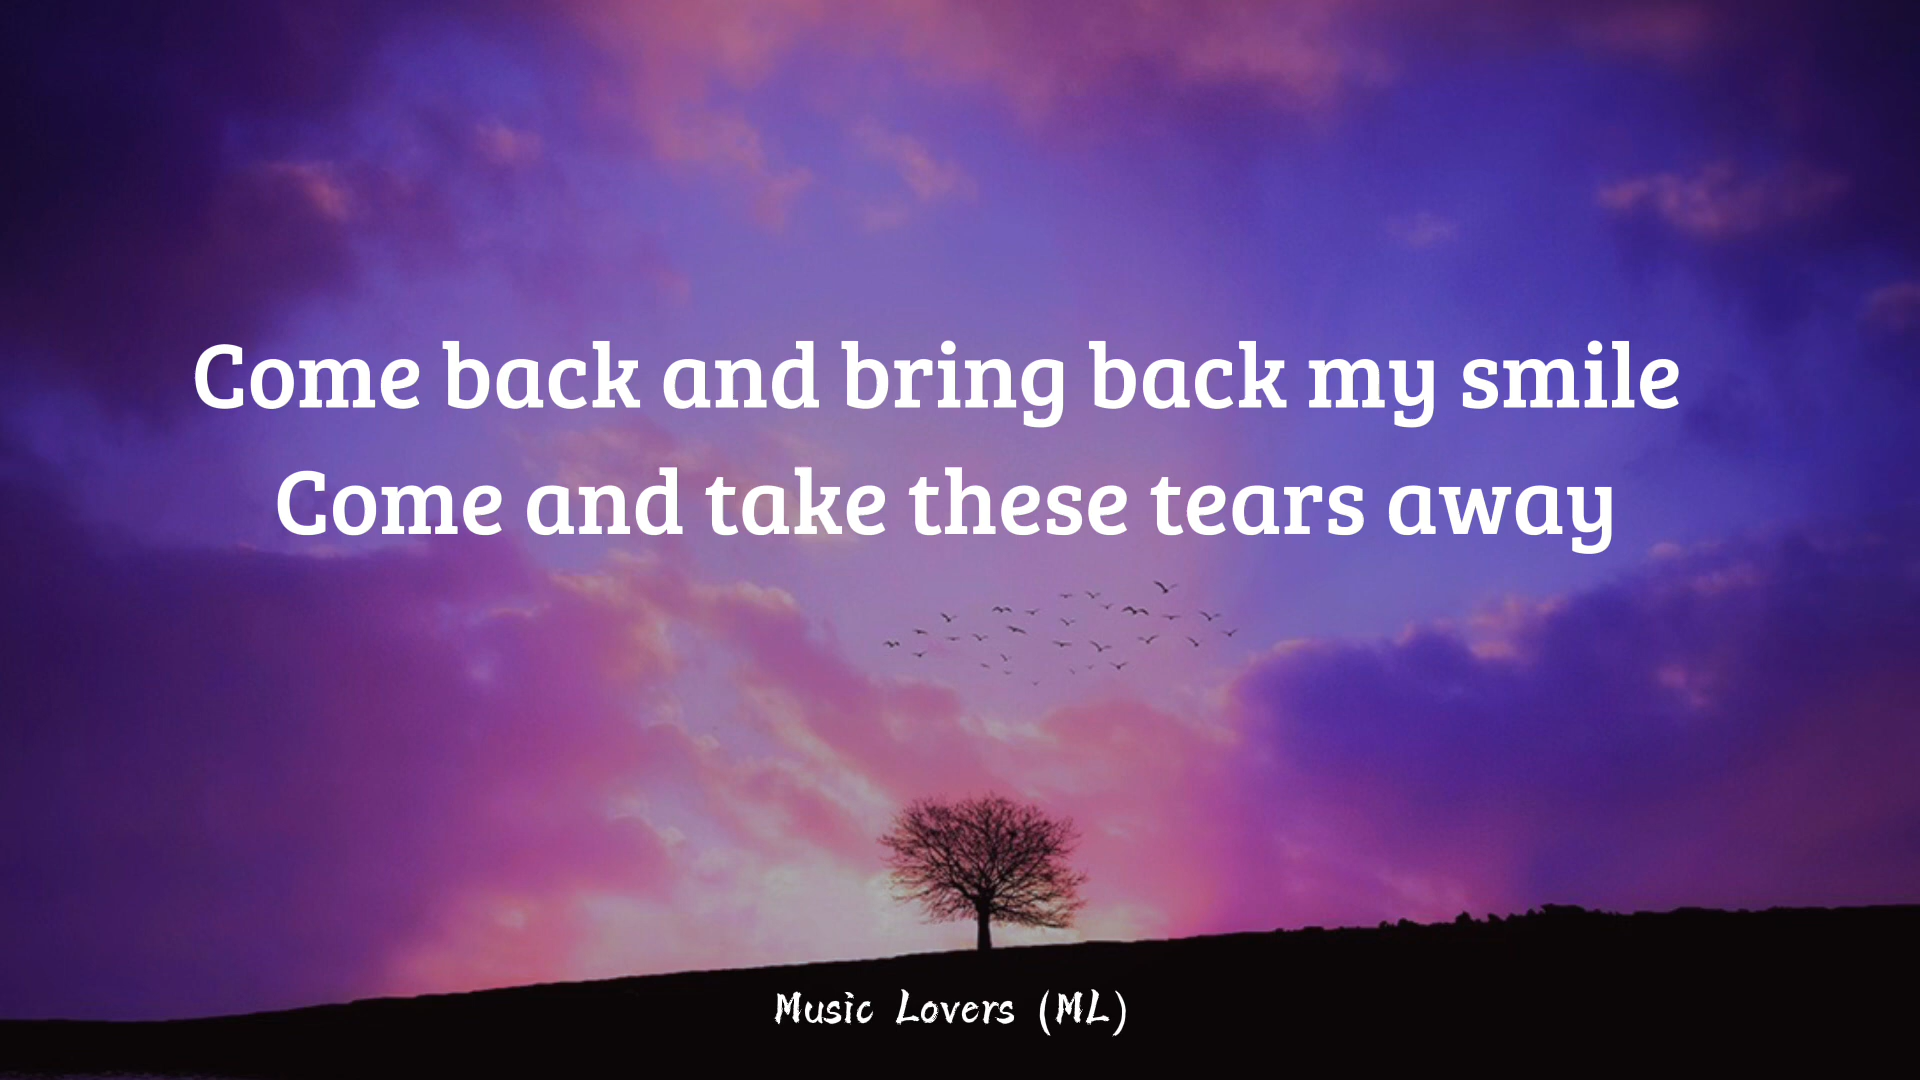 Come back and bring back my smile
Come and take these tears away
Music Lovers (ML)